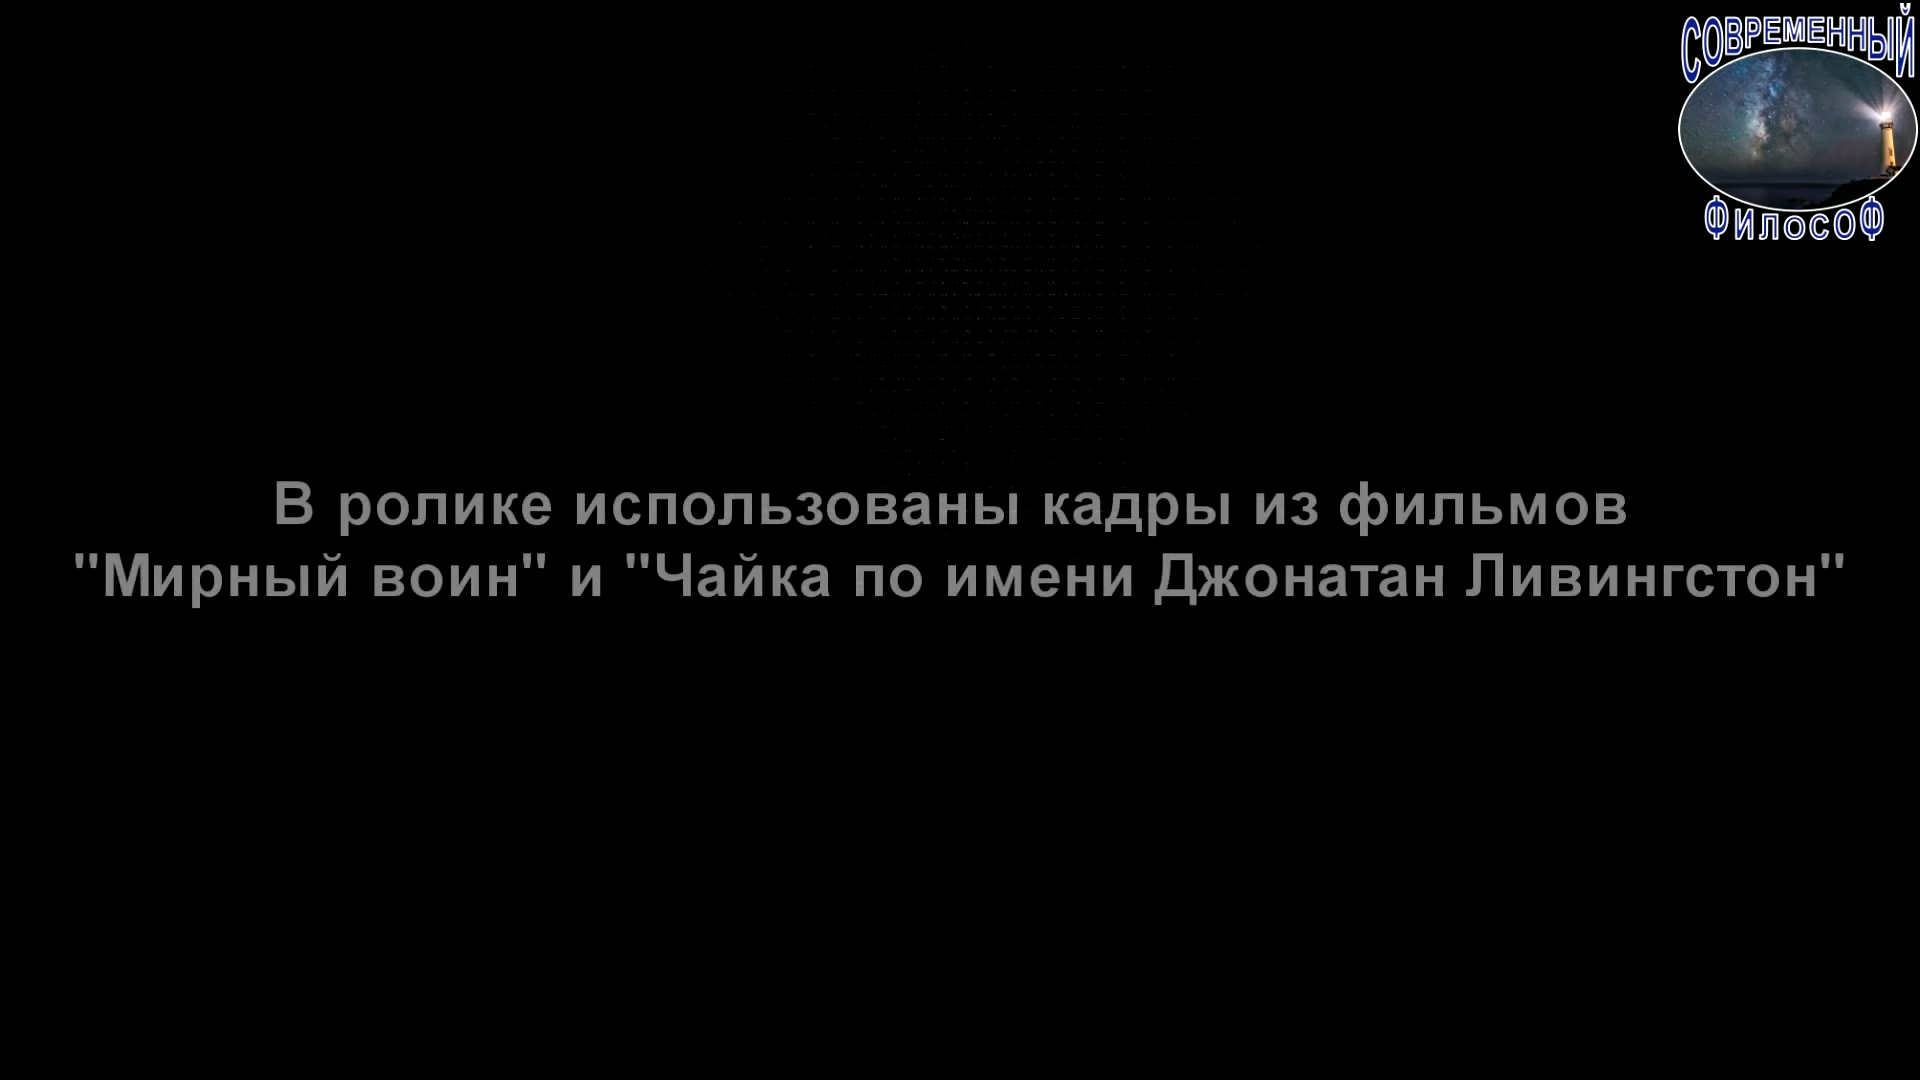 СОВРЕМЕННЫЙ
ФИЛОСОФ
В ролике использованы кадры из фильмов
"Мирный воин" и "Чайка по имени Джонатан Ливингстон"